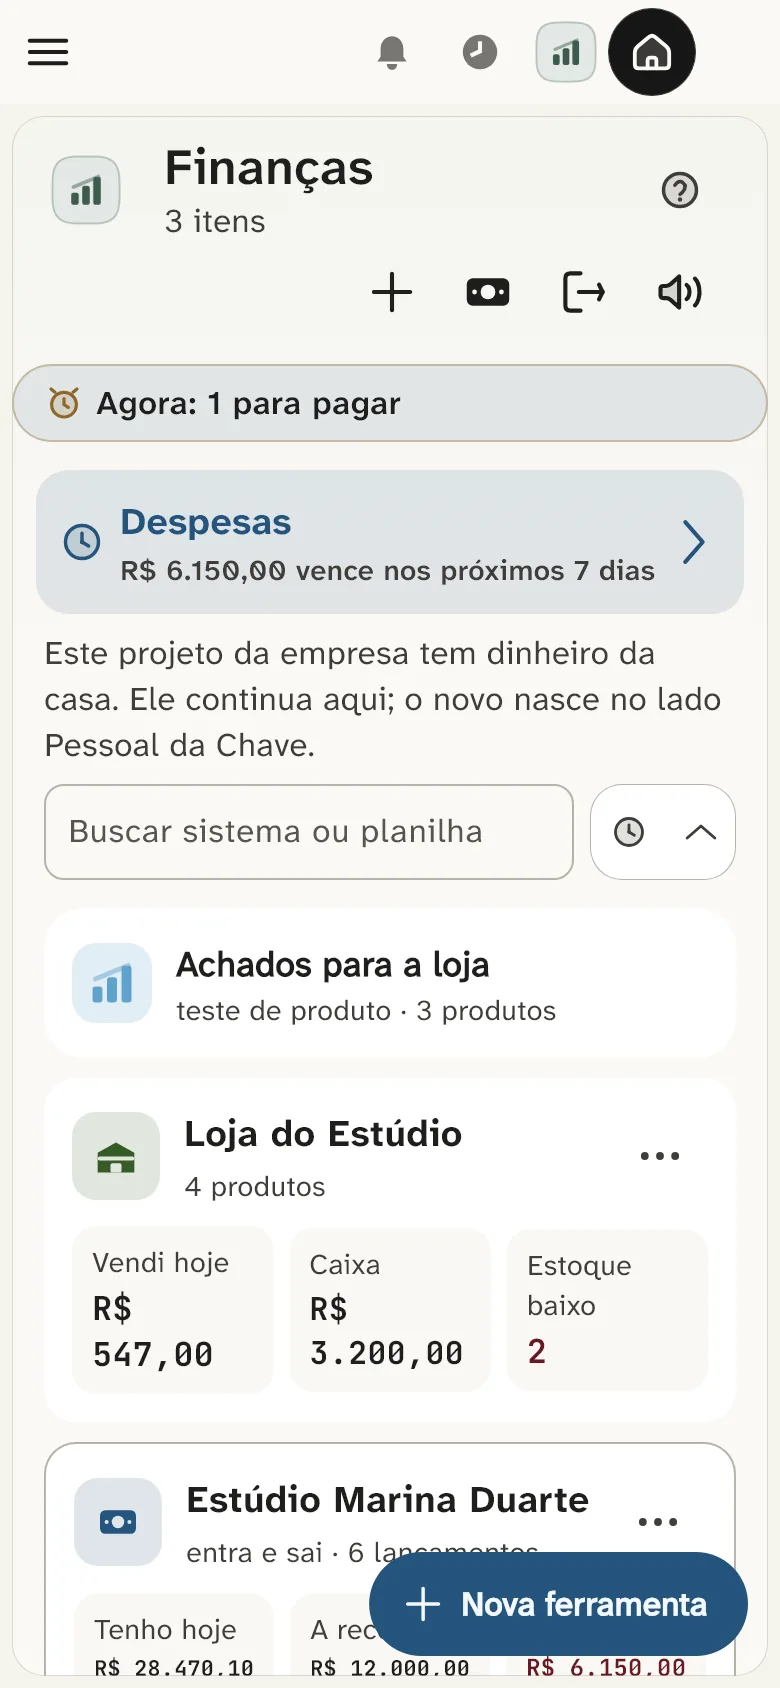 Finanças
3 itens
Agora: 1 para pagar
Despesas
R$ 6.150,00 vence nos próximos 7 dias
Este projeto da empresa tem dinheiro da
casa. Ele continua aqui; o novo nasce no lado
Pessoal da Chave.
Buscar sistema ou planilha
Achados para a loja
teste de produto · 3 produtos
Loja do Estúdio
4 produtos
Vendi hoje
R$
547,00
Caixa
R$
3.200,00
Estoque
baixo
2
Estúdio Marina Duarte
entra e sai · 6 lançamentos
Nova ferramenta
Tenho hoje
R$ 28.470,10
A rec
R$ 12.000,00
R$ 6.150,00